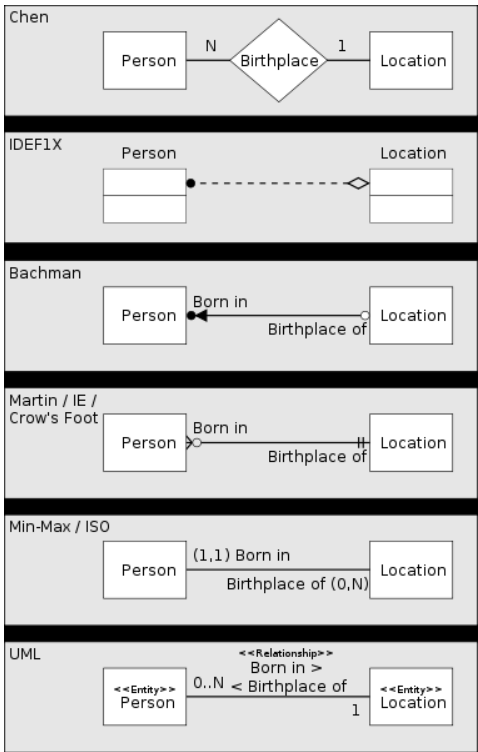 Chen
Person
N
Birthplace
1
Location
IDEF1X
Person
Location
Bachman
Person
Born in
Birthplace of
Location
Martin / IE /
Crow's Foot
Person
Born in
Birthplace of
Location
Min-Max / ISO
Person
(1,1) Born in
Birthplace of (0,N)
Location
UML
<<Entity>>
Person
0..N
<<Relationship>>
Born in >
< Birthplace of
1
<<Entity>>
Location